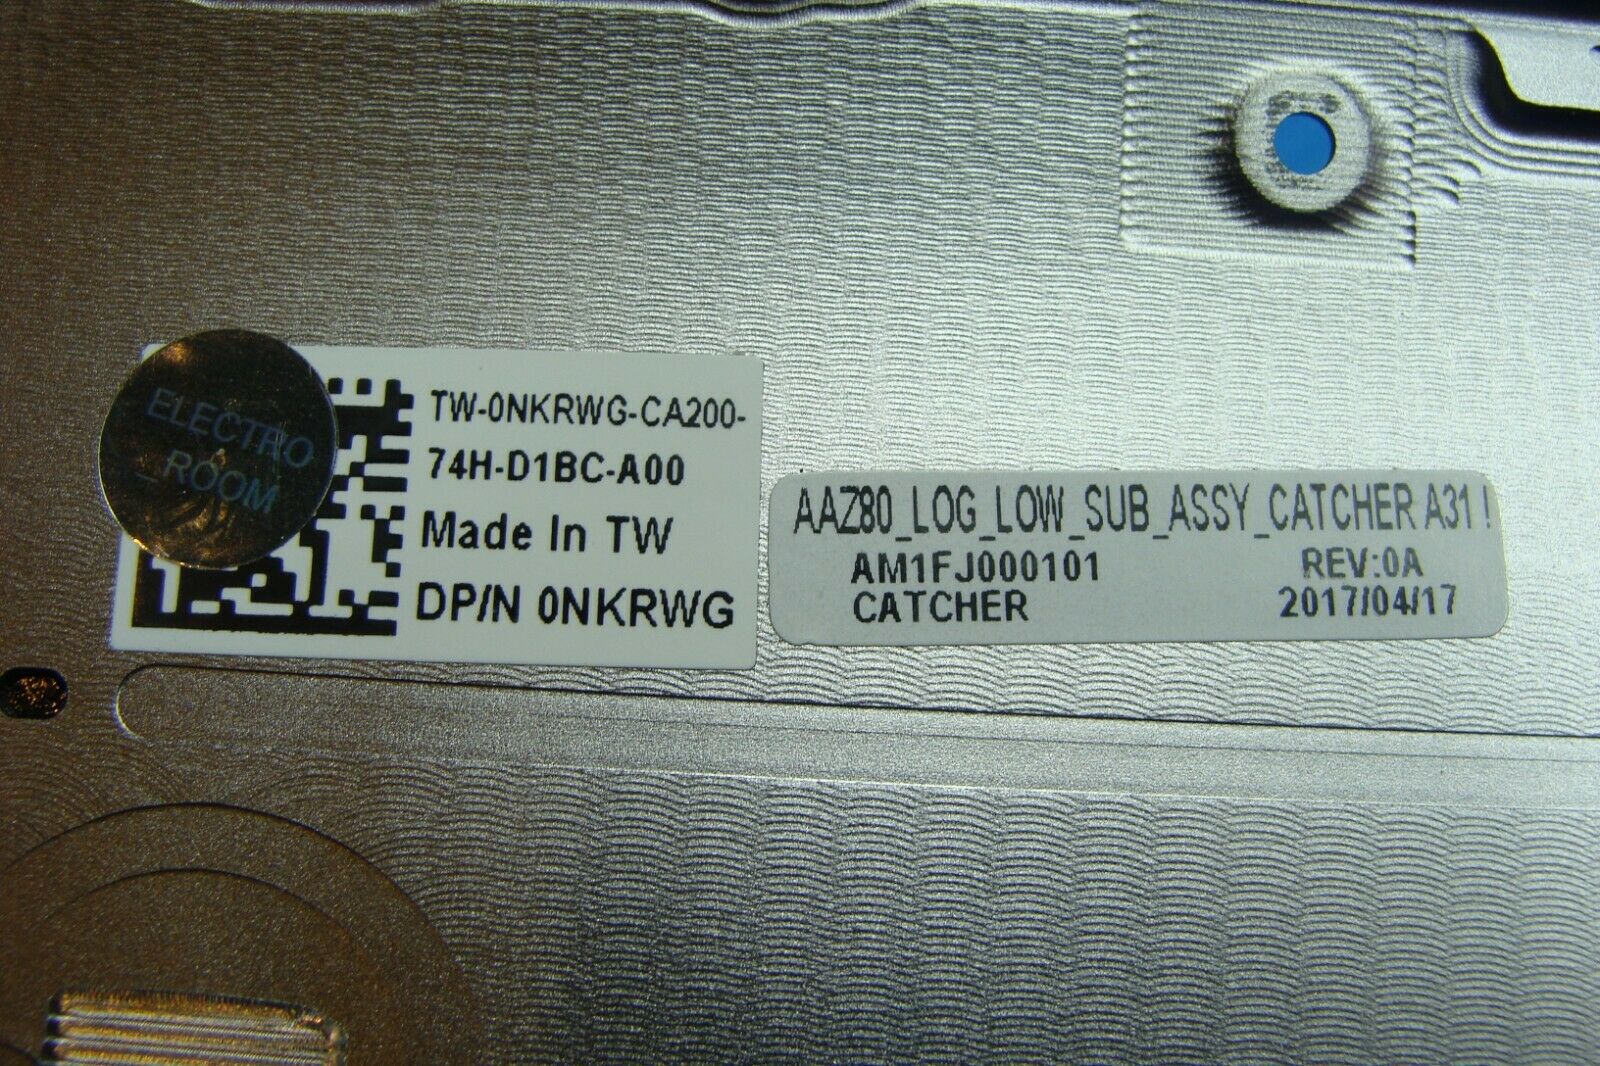 ELECTRO
_ROOM
TW-0NKRWG-CA200-
74H-D1BC-A00
Made In TW
DP/N 0NKRWG
AAZ80_LOG_LOW_SUB_ASSY_CATCHER A31 !
AM1FJ000101 REV:0A
CATCHER 2017/04/17